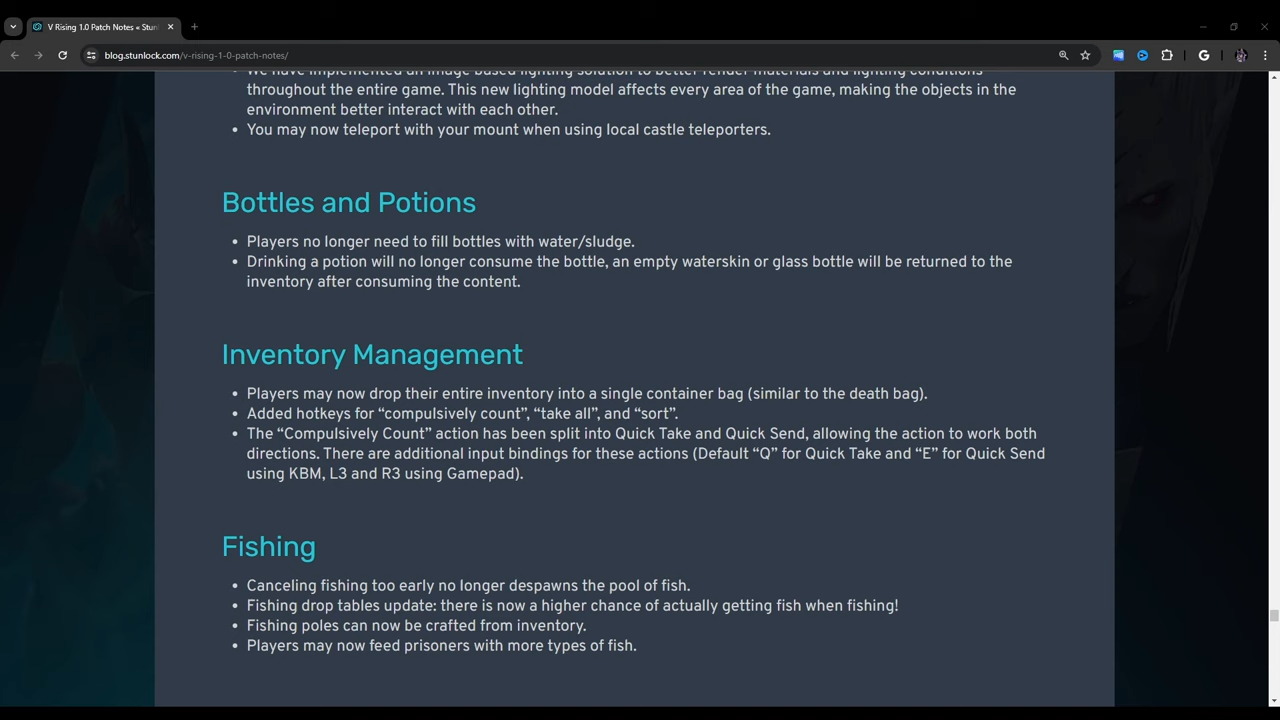 V Rising 1.0 Patch Notes « Stunl
blog.stunlock.com/v-rising-1-0-patch-notes/
We have implemented an image based lighting solution to better render materials and lighting conditions
throughout the entire game. This new lighting model affects every area of the game, making the objects in the
environment better interact with each other.
• You may now teleport with your mount when using local castle teleporters.
Bottles and Potions
• Players no longer need to fill bottles with water/sludge.
• Drinking a potion will no longer consume the bottle, an empty waterskin or glass bottle will be returned to the
inventory after consuming the content.
Inventory Management
• Players may now drop their entire inventory into a single container bag (similar to the death bag).
• Added hotkeys for “compulsively count”, “take all”, and “sort”.
• The “Compulsively Count” action has been split into Quick Take and Quick Send, allowing the action to work both
directions. There are additional input bindings for these actions (Default “Q” for Quick Take and “E” for Quick Send
using KBM, L3 and R3 using Gamepad).
Fishing
• Canceling fishing too early no longer despawns the pool of fish.
• Fishing drop tables update: there is now a higher chance of actually getting fish when fishing!
• Fishing poles can now be crafted from inventory.
• Players may now feed prisoners with more types of fish.